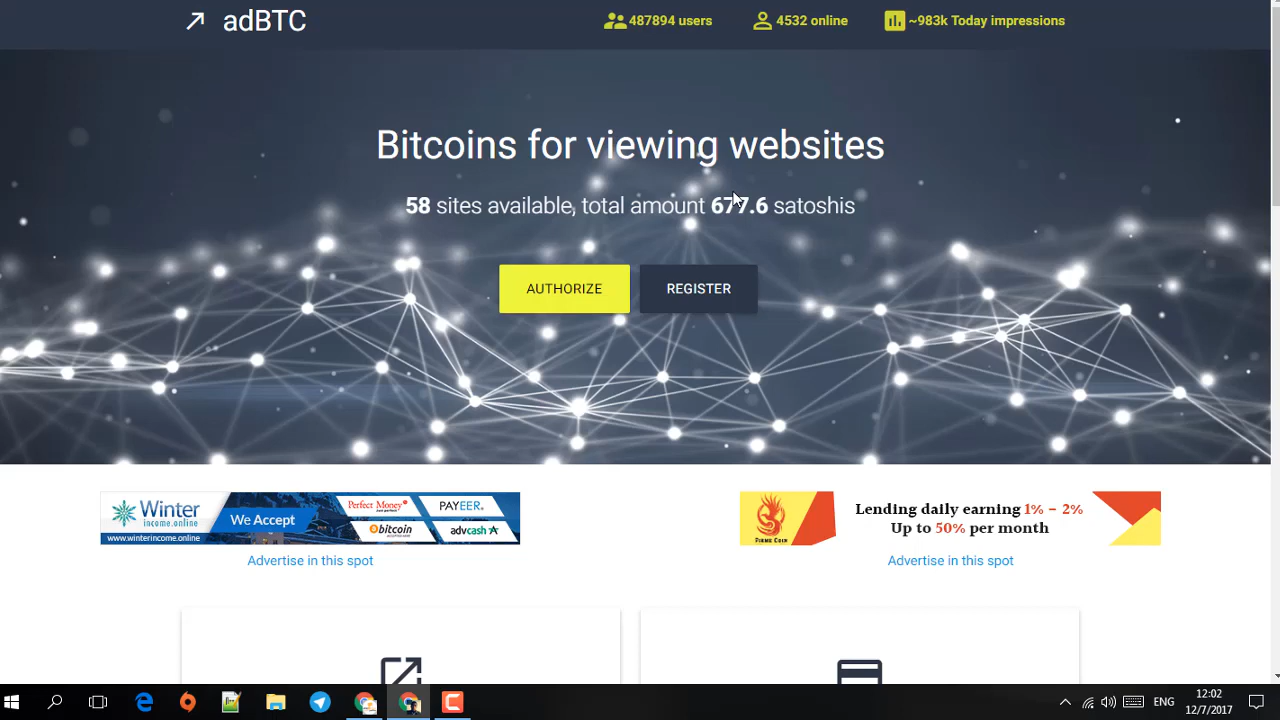 adBTC
487894 users
4532 online
~983k Today impressions
Bitcoins for viewing websites
58 sites available, total amount 677.6 satoshis
AUTHORIZE
REGISTER
Winter
income.online
www.winterincome.online
We Accept
Perfect Money
PAYEER
bitcoin
ACCEPTED HERE
advcash
Advertise in this spot
Lending daily earning 1% - 2%
Up to 50% per month
Advertise in this spot
ENG
12:02
12/7/2017